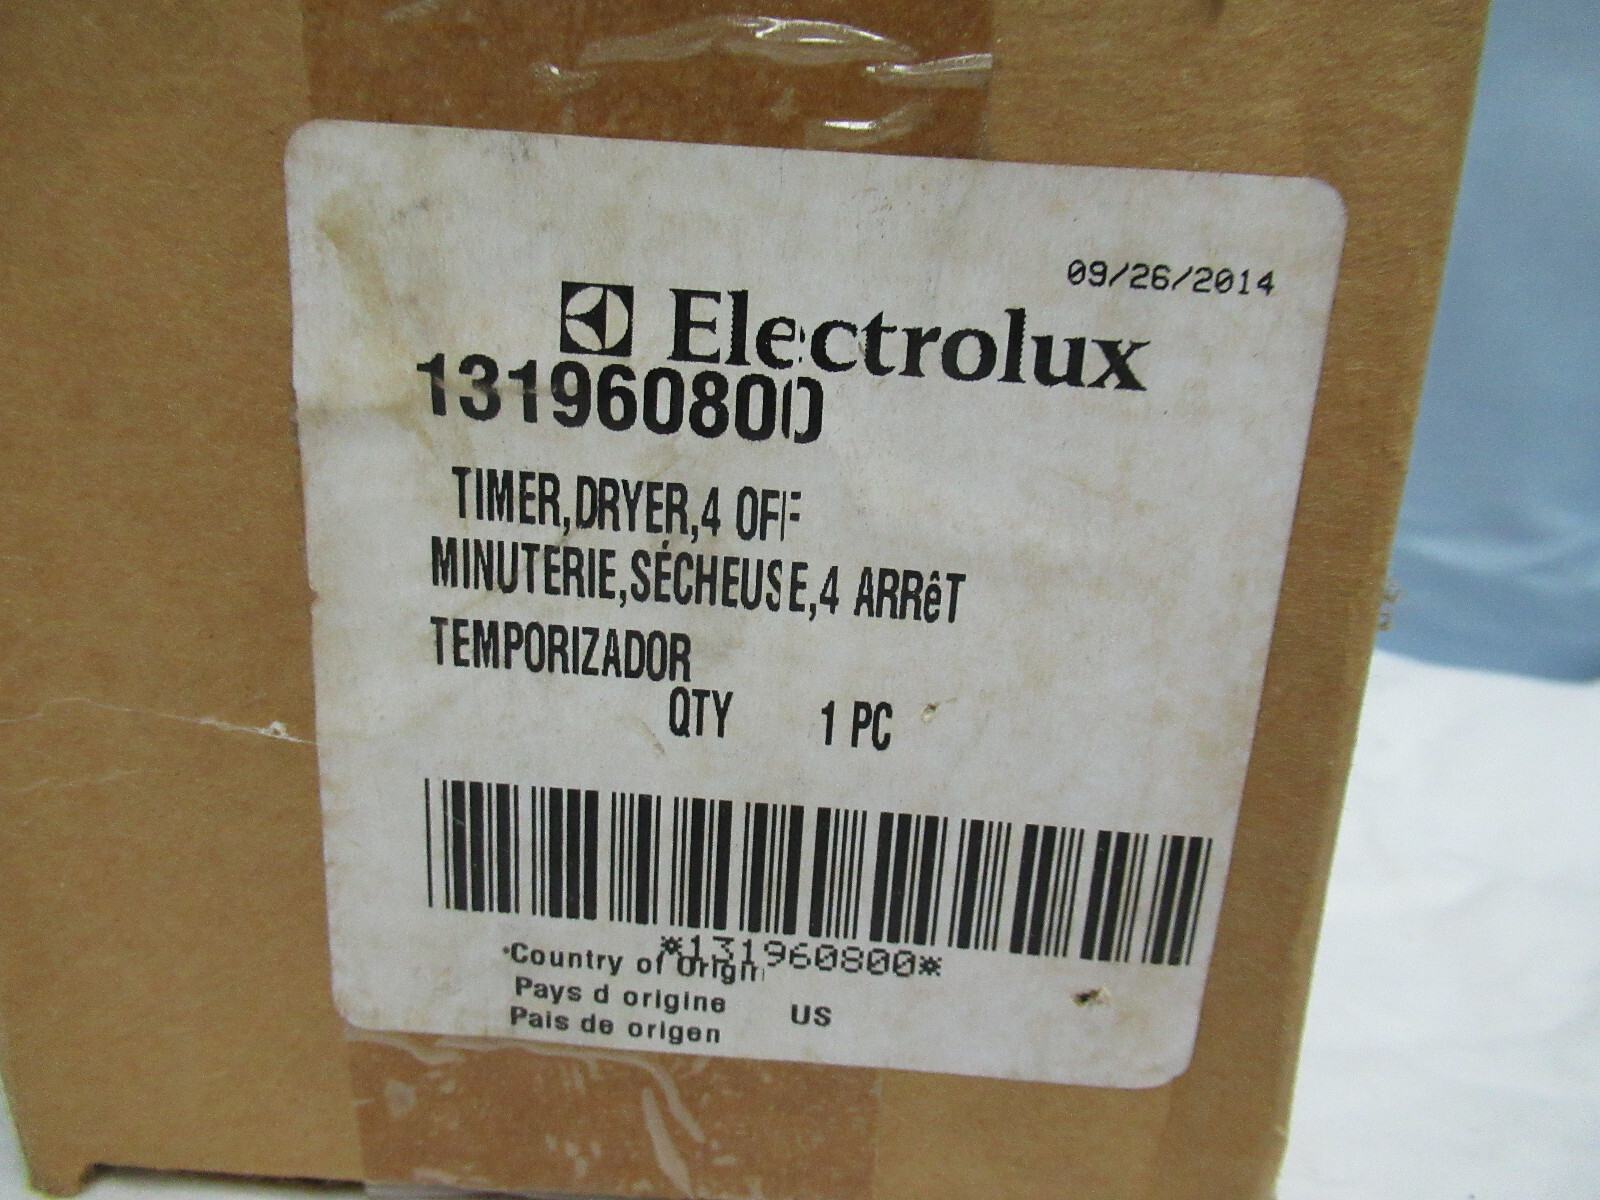 09/26/2014
Electrolux
131960800
TIMER,DRYER,4 OFF
MINUTERIE,SÉCHEUSE,4 ARRêT
TEMPORIZADOR
QTY 1 PC
*131960800*
*Country of Origin
Pays d origine US
Pais de origen